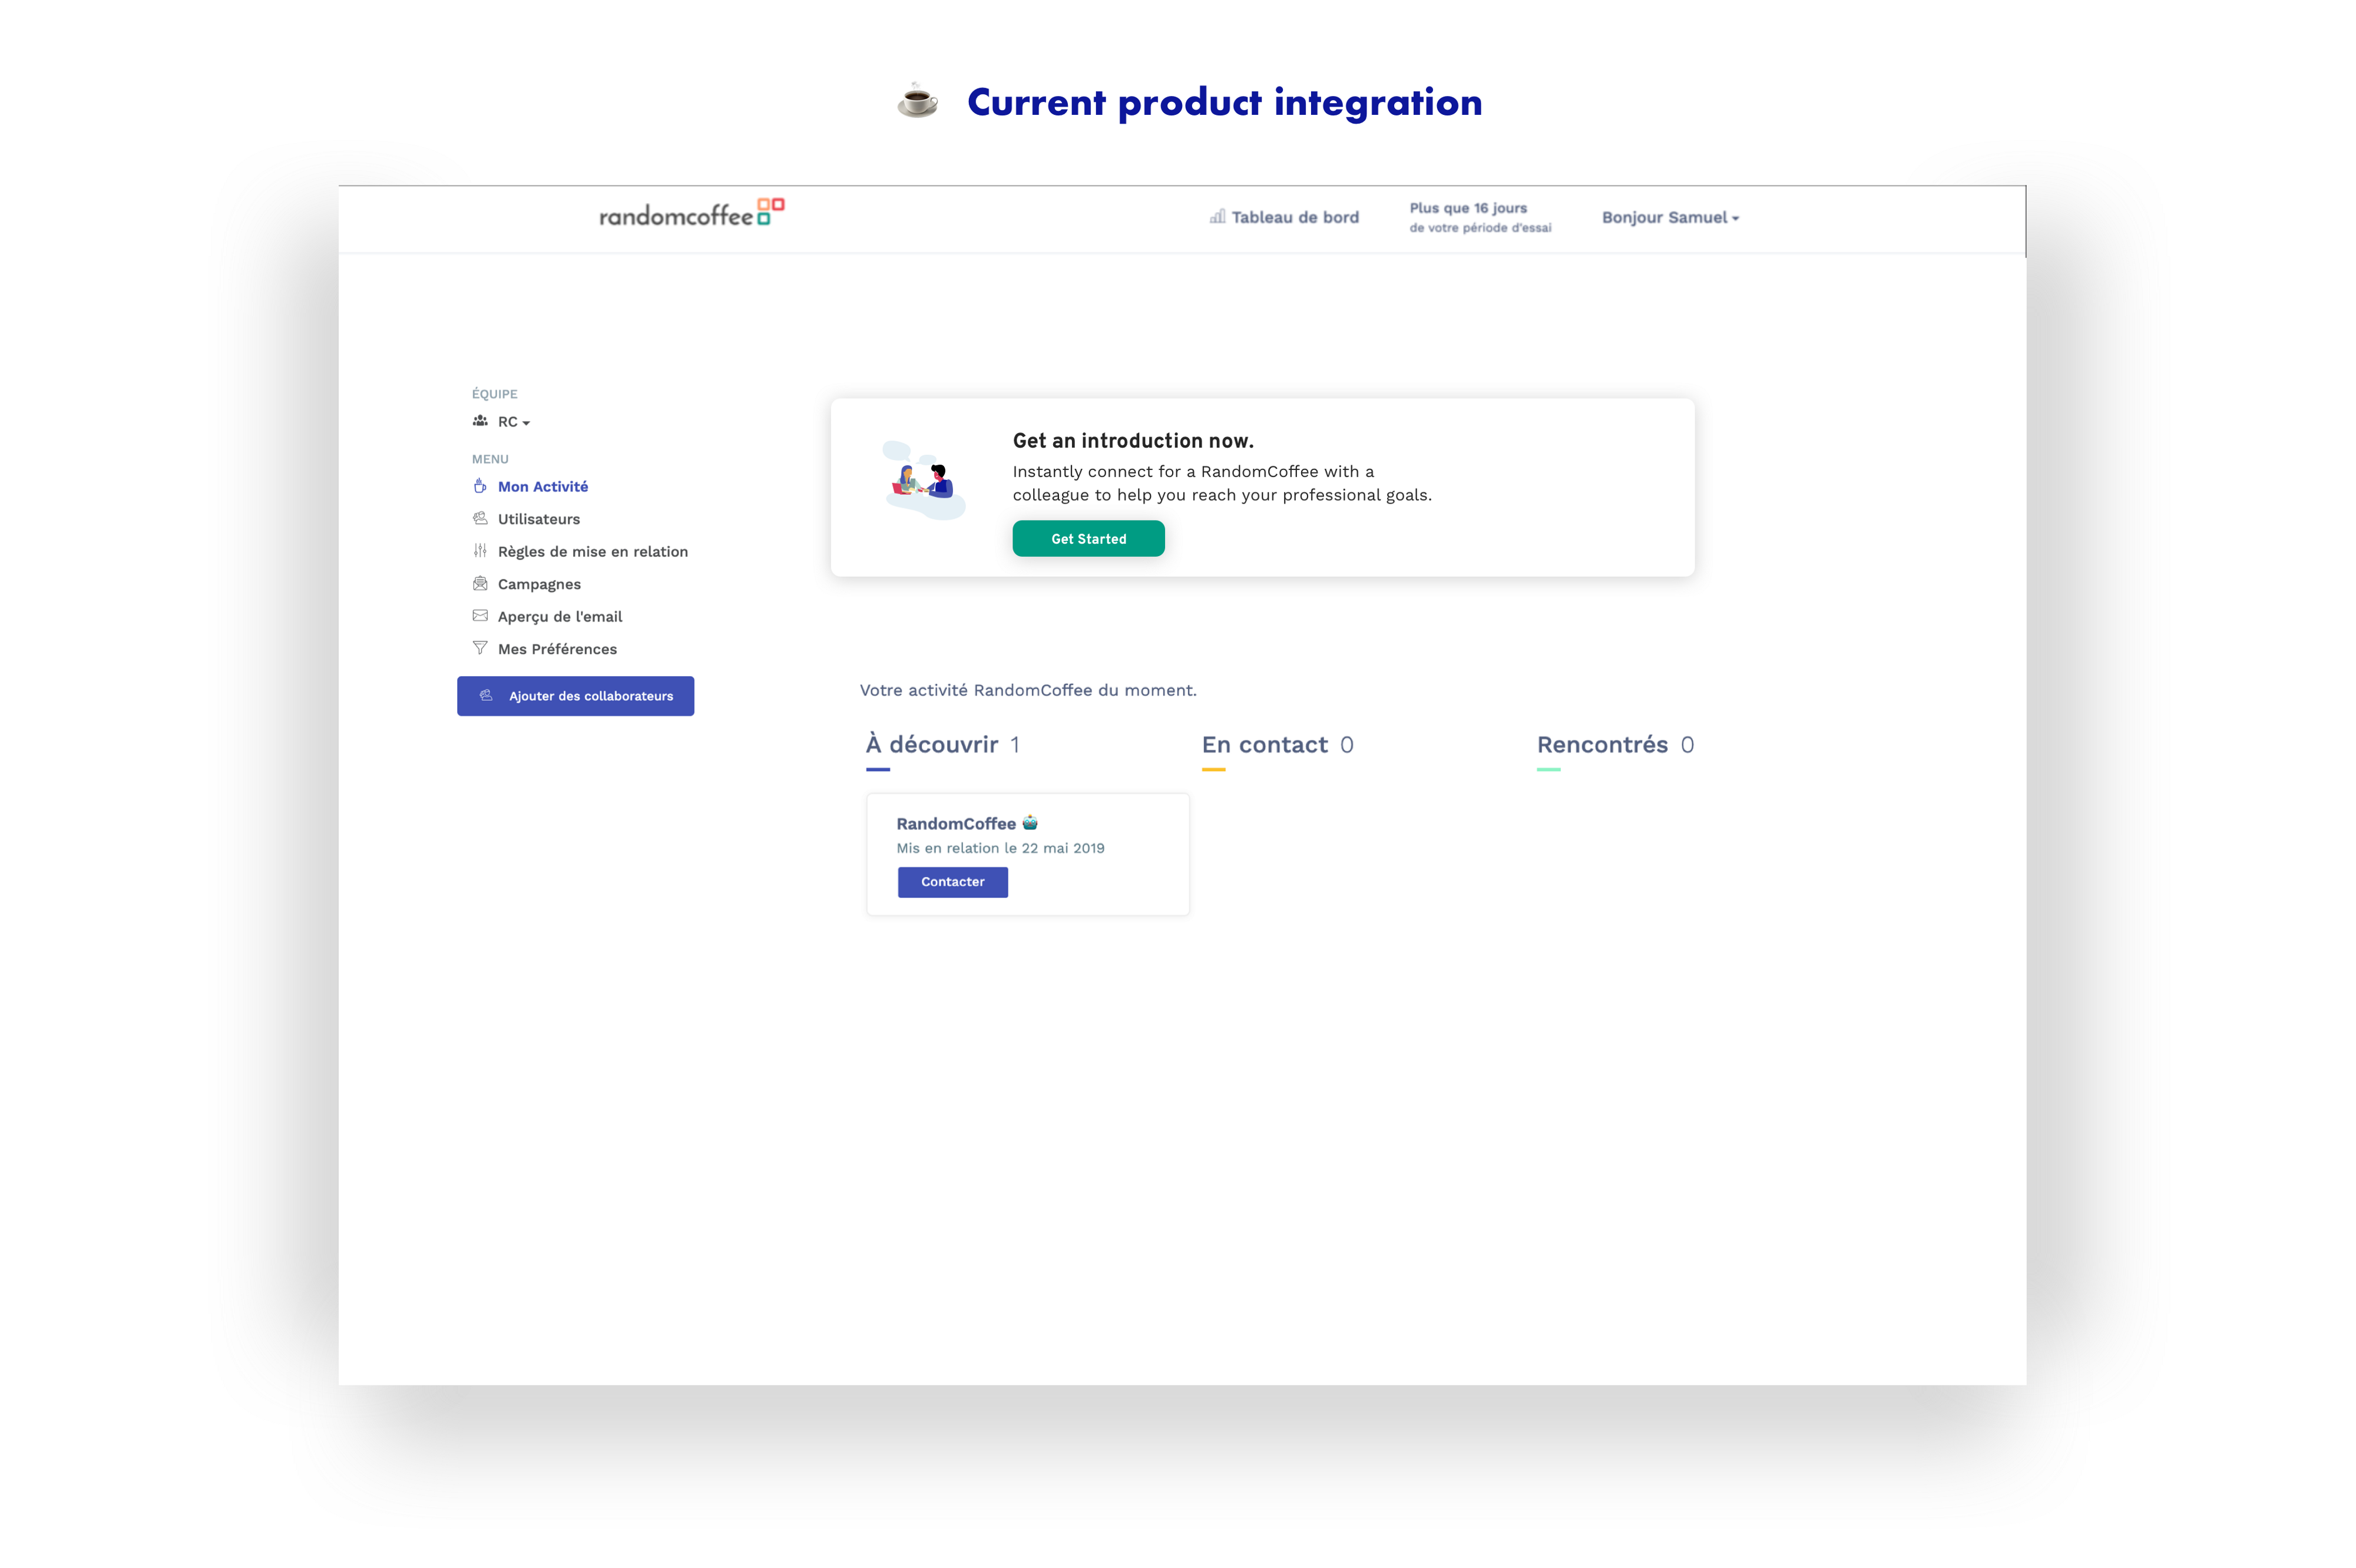 Current product integration
randomcoffee
Tableau de bord
Plus que 16 jours
de votre période d'essai
Bonjour Samuel
ÉQUIPE
RC
MENU
Mon Activité
Utilisateurs
Règles de mise en relation
Campagnes
Aperçu de l'email
Mes Préférences
Ajouter des collaborateurs
Get an introduction now.
Instantly connect for a RandomCoffee with a
colleague to help you reach your professional goals.
Get Started
Votre activité RandomCoffee du moment.
À découvrir 1
En contact 0
Rencontrés 0
RandomCoffee
Mis en relation le 22 mai 2019
Contacter